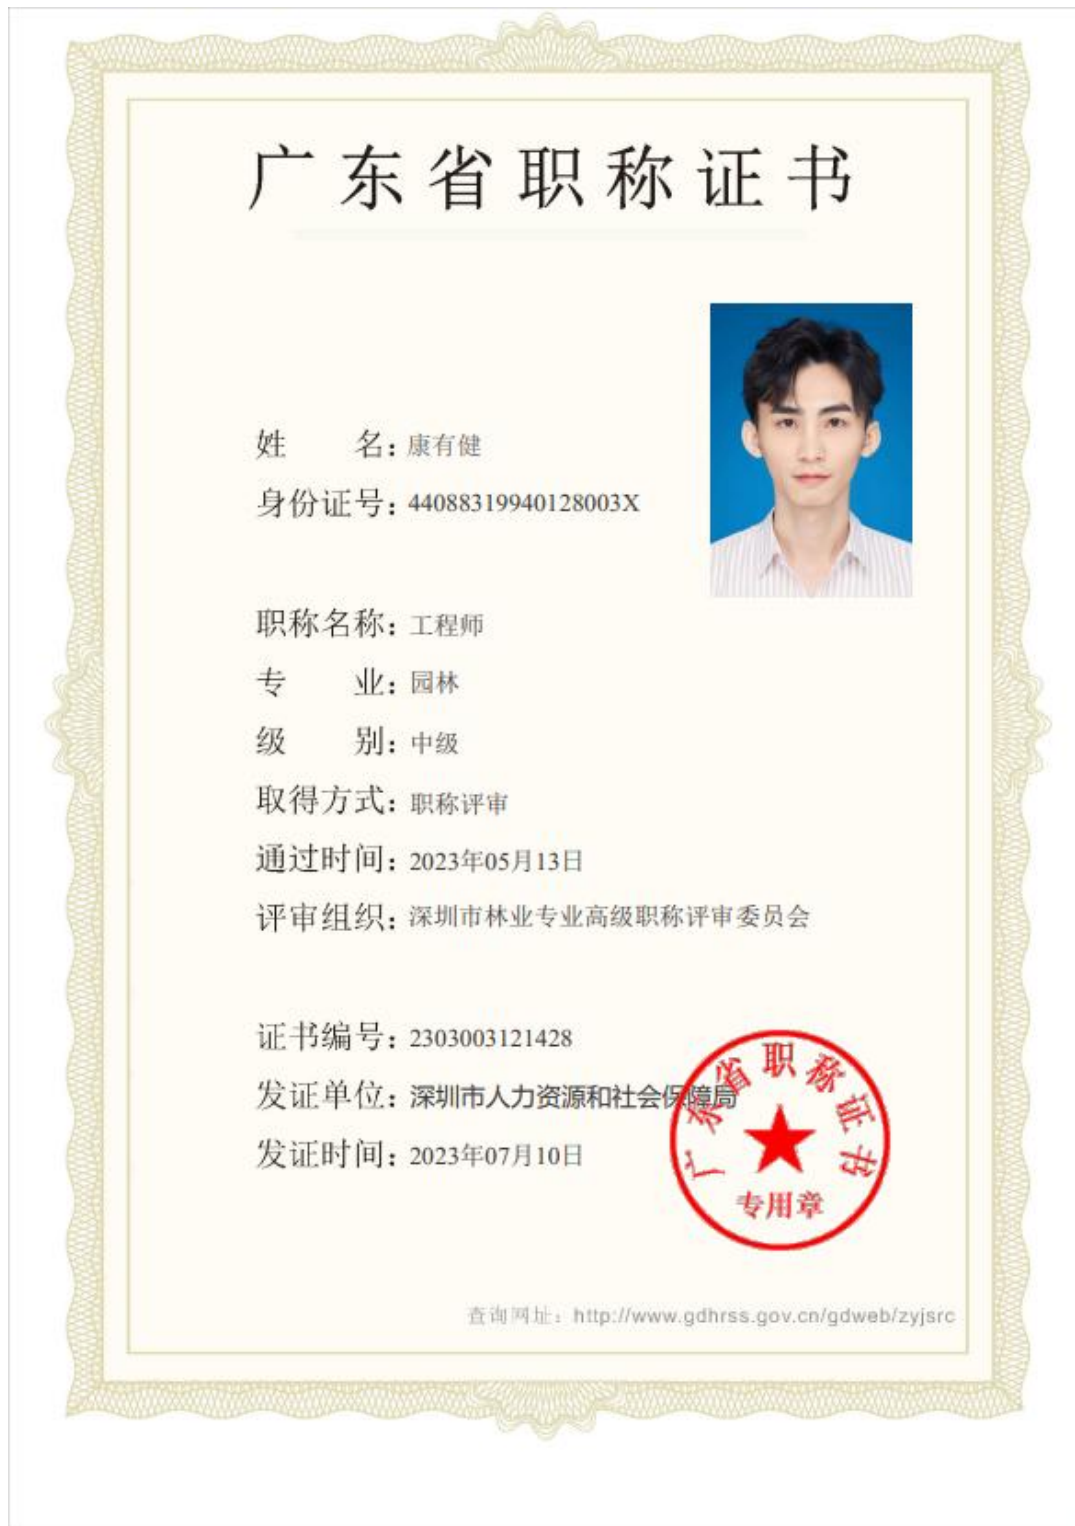 广东省职称证书
姓 名：康有健
身份证号：44088319940128003X
职称名称：工程师
专 业：园林
级 别：中级
取得方式：职称评审
通过时间：2023年05月13日
评审组织：深圳市林业专业高级职称评审委员会
证书编号：2303003121428
发证单位：深圳市人力资源和社会保障局
发证时间：2023年07月10日
广东省职称证书
专用章
查询网址：http://www.gdhrss.gov.cn/gdweb/zyjsrc